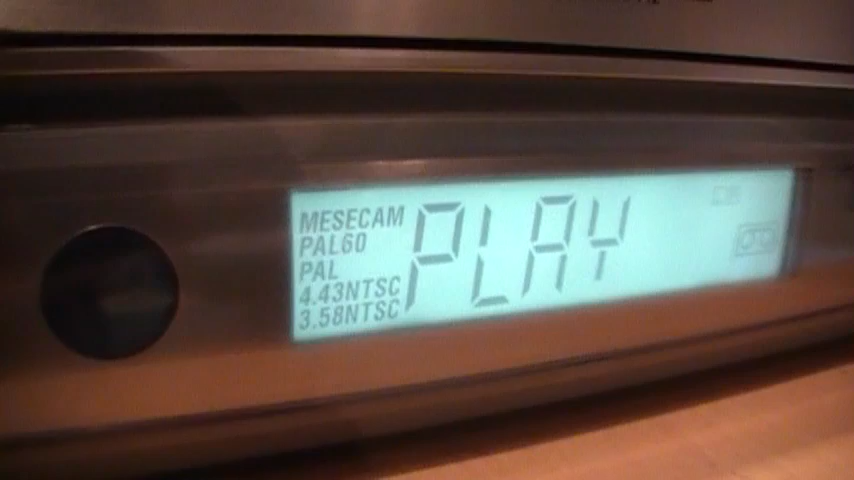 MESECAM
PAL60
PAL
4.43NTSC
3.58NTSC
PLAY